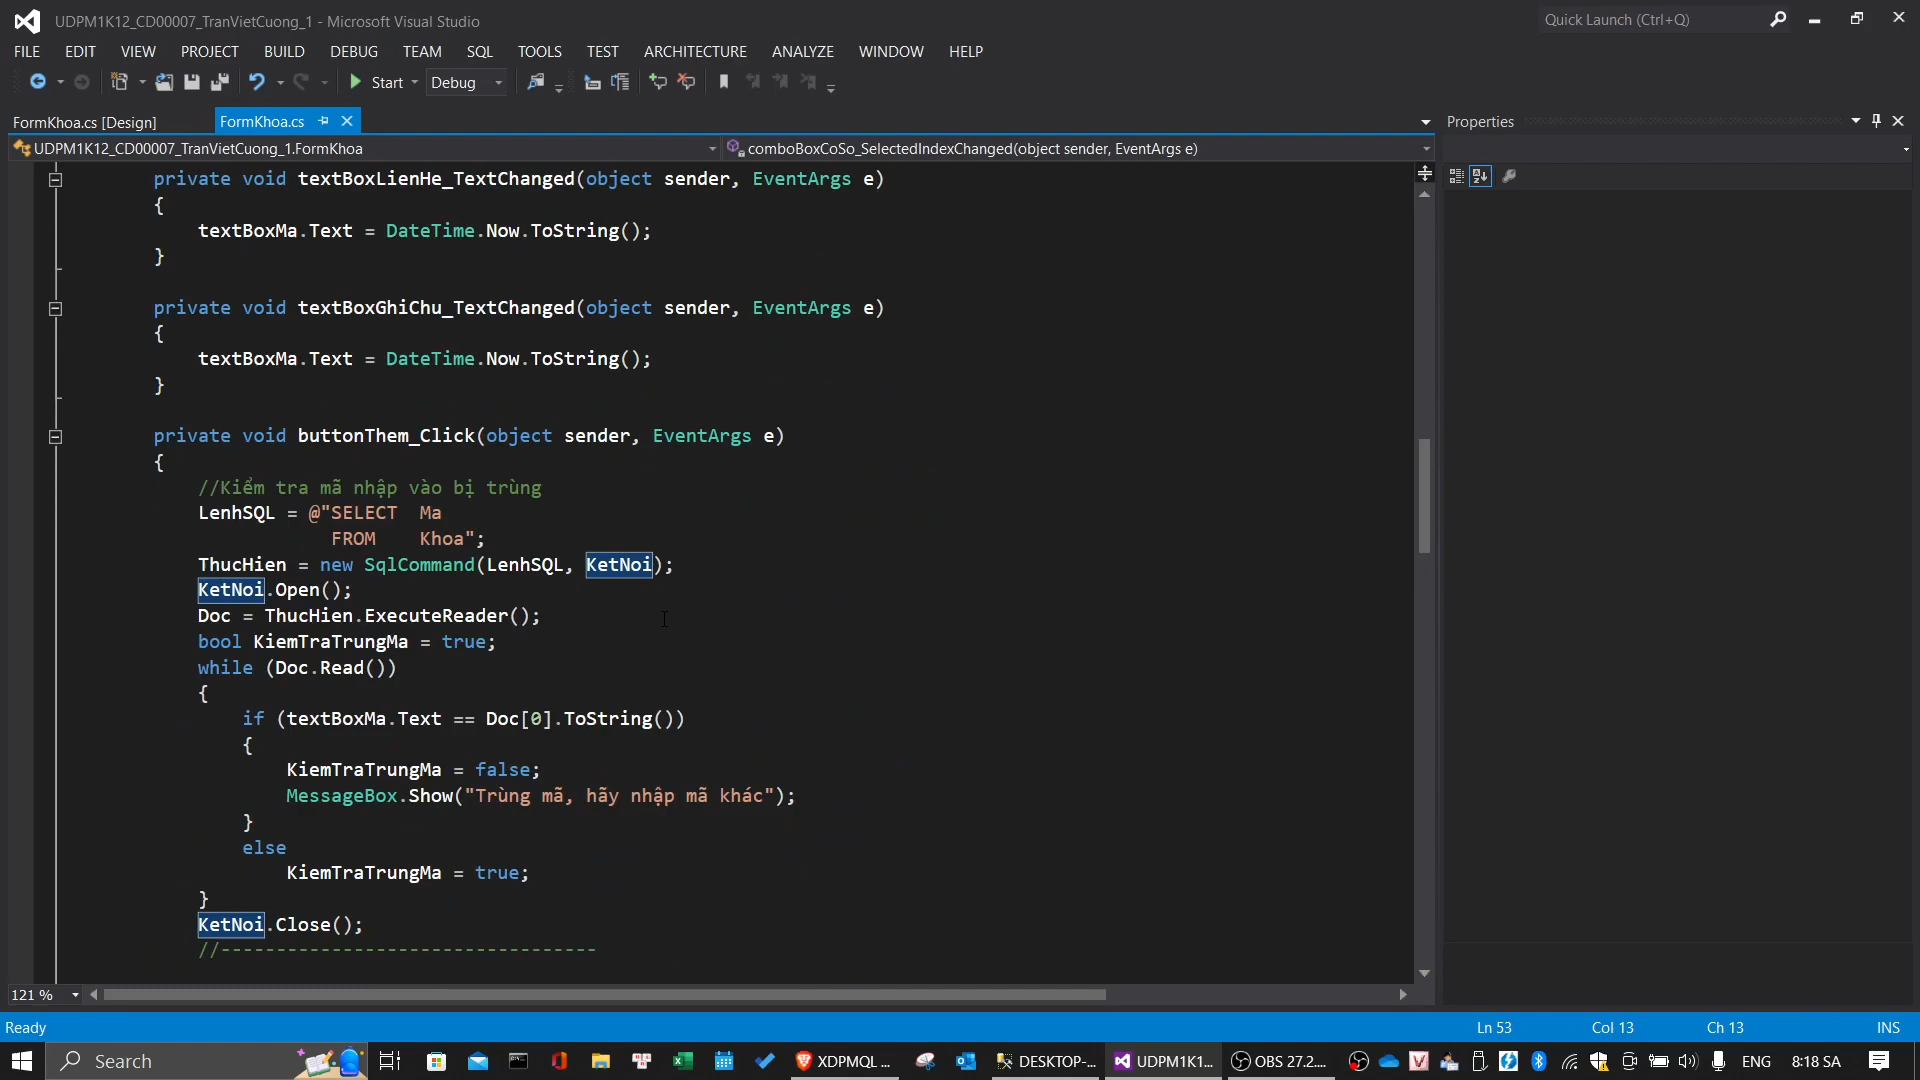 UDPM1K12_CD00007_TranVietCuong_1 - Microsoft Visual Studio
Quick Launch (Ctrl+Q)
FILE EDIT VIEW PROJECT BUILD DEBUG TEAM SQL TOOLS TEST ARCHITECTURE ANALYZE WINDOW HELP
Start Debug
FormKhoa.cs [Design] FormKhoa.cs
Properties
UDPM1K12_CD00007_TranVietCuong_1.FormKhoa
comboBoxCoSo_SelectedIndexChanged(object sender, EventArgs e)
private void textBoxLienHe_TextChanged(object sender, EventArgs e)
{
textBoxMa.Text = DateTime.Now.ToString();
}
private void textBoxGhiChu_TextChanged(object sender, EventArgs e)
{
textBoxMa.Text = DateTime.Now.ToString();
}
private void buttonThem_Click(object sender, EventArgs e)
{
//Kiểm tra mã nhập vào bị trùng
LenhSQL = @"SELECT Ma
FROM Khoa";
ThucHien = new SqlCommand(LenhSQL, KetNoi);
KetNoi.Open();
Doc = ThucHien.ExecuteReader();
bool KiemTraTrungMa = true;
while (Doc.Read())
{
if (textBoxMa.Text == Doc[0].ToString())
{
KiemTraTrungMa = false;
MessageBox.Show("Trùng mã, hãy nhập mã khác");
}
else
KiemTraTrungMa = true;
}
KetNoi.Close();
//----------------------------------
121 %
Ready
Ln 53 Col 13 Ch 13 INS
Search
XDPMQL ...
DESKTOP-...
UDPM1K1...
OBS 27.2....
ENG
8:18 SA